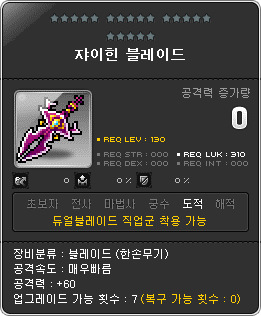 쟈이힌 블레이드
공격력 증가량
0
REQ LEV : 130
REQ STR : 000
REQ LUK : 310
REQ DEX : 000
REQ INT : 000
0 0 % 0 %
초보자 전사 마법사 궁수 도적 해적
듀얼블레이드 직업군 착용 가능
장비분류 : 블레이드 (한손무기)
공격속도 : 매우빠름
공격력 : +60
업그레이드 가능 횟수 : 7 (복구 가능 횟수 : 0)